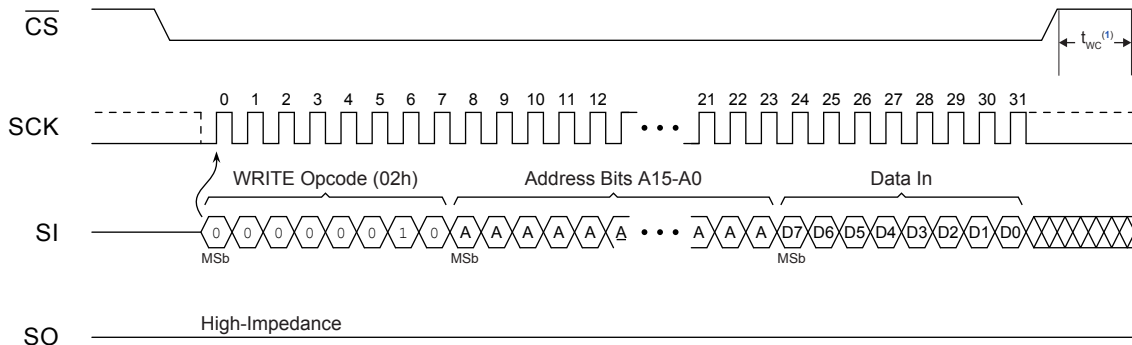 CS
t_WC(1)
0 1 2 3 4 5 6 7 8 9 10 11 12 21 22 23 24 25 26 27 28 29 30 31
SCK
WRITE Opcode (02h) Address Bits A15-A0 Data In
SI 0 0 0 0 0 0 1 0 A A A A A A A A A D7 D6 D5 D4 D3 D2 D1 D0
MSb MSb MSb
High-Impedance
SO